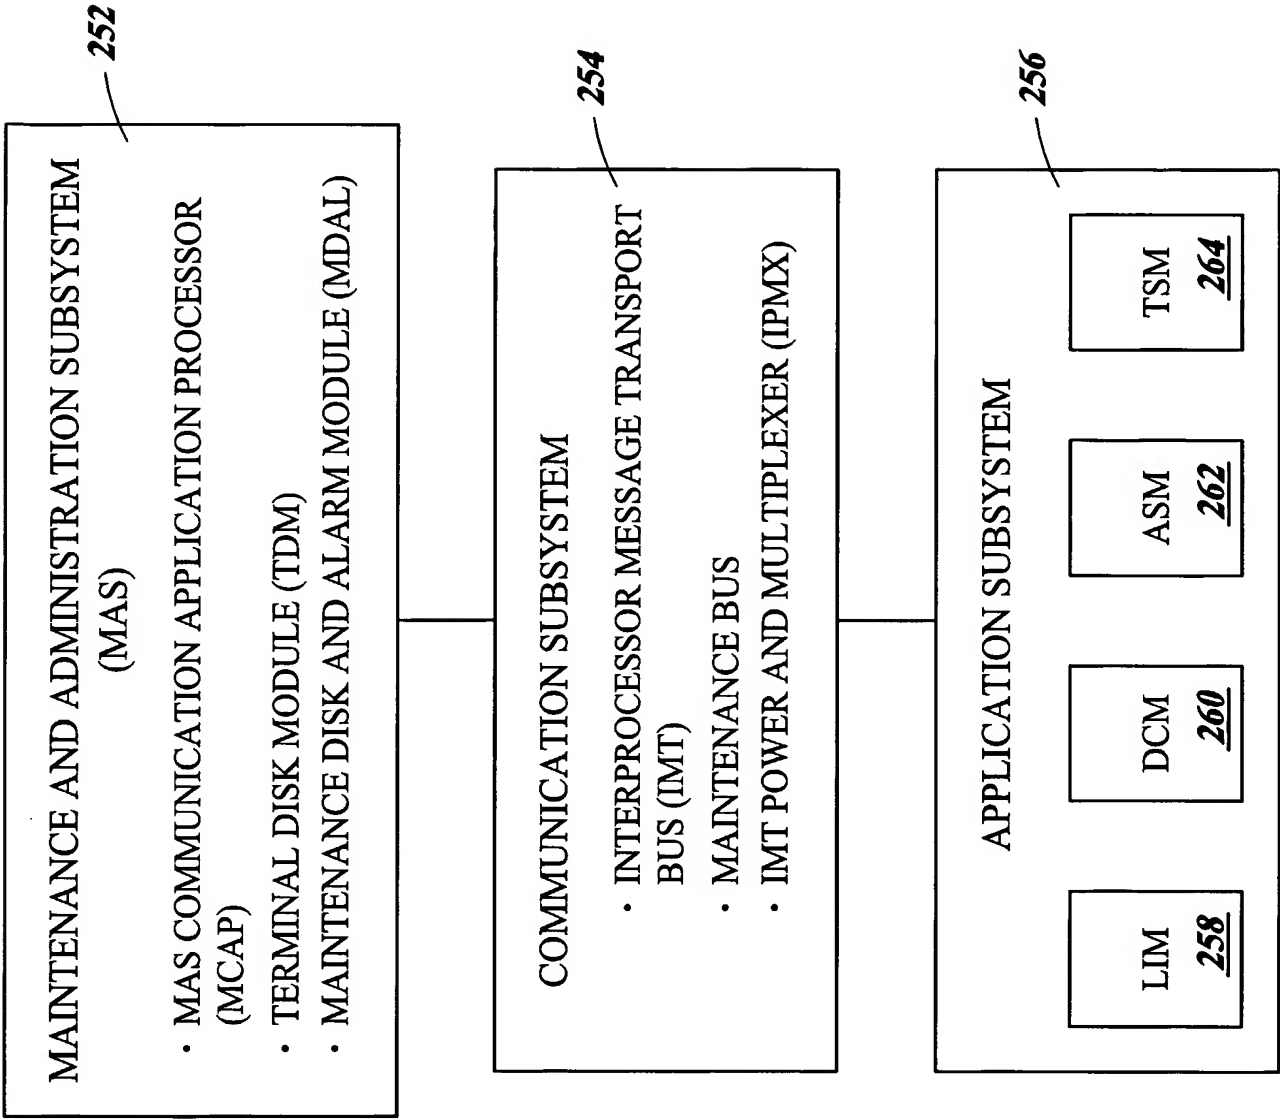 252
MAINTENANCE AND ADMINISTRATION SUBSYSTEM
(MAS)
· MAS COMMUNICATION APPLICATION PROCESSOR
(MCAP)
· TERMINAL DISK MODULE (TDM)
· MAINTENANCE DISK AND ALARM MODULE (MDAL)
254
COMMUNICATION SUBSYSTEM
· INTERPROCESSOR MESSAGE TRANSPORT
BUS (IMT)
· MAINTENANCE BUS
· IMT POWER AND MULTIPLEXER (IPMX)
256
APPLICATION SUBSYSTEM
LIM
258
DCM
260
ASM
262
TSM
264